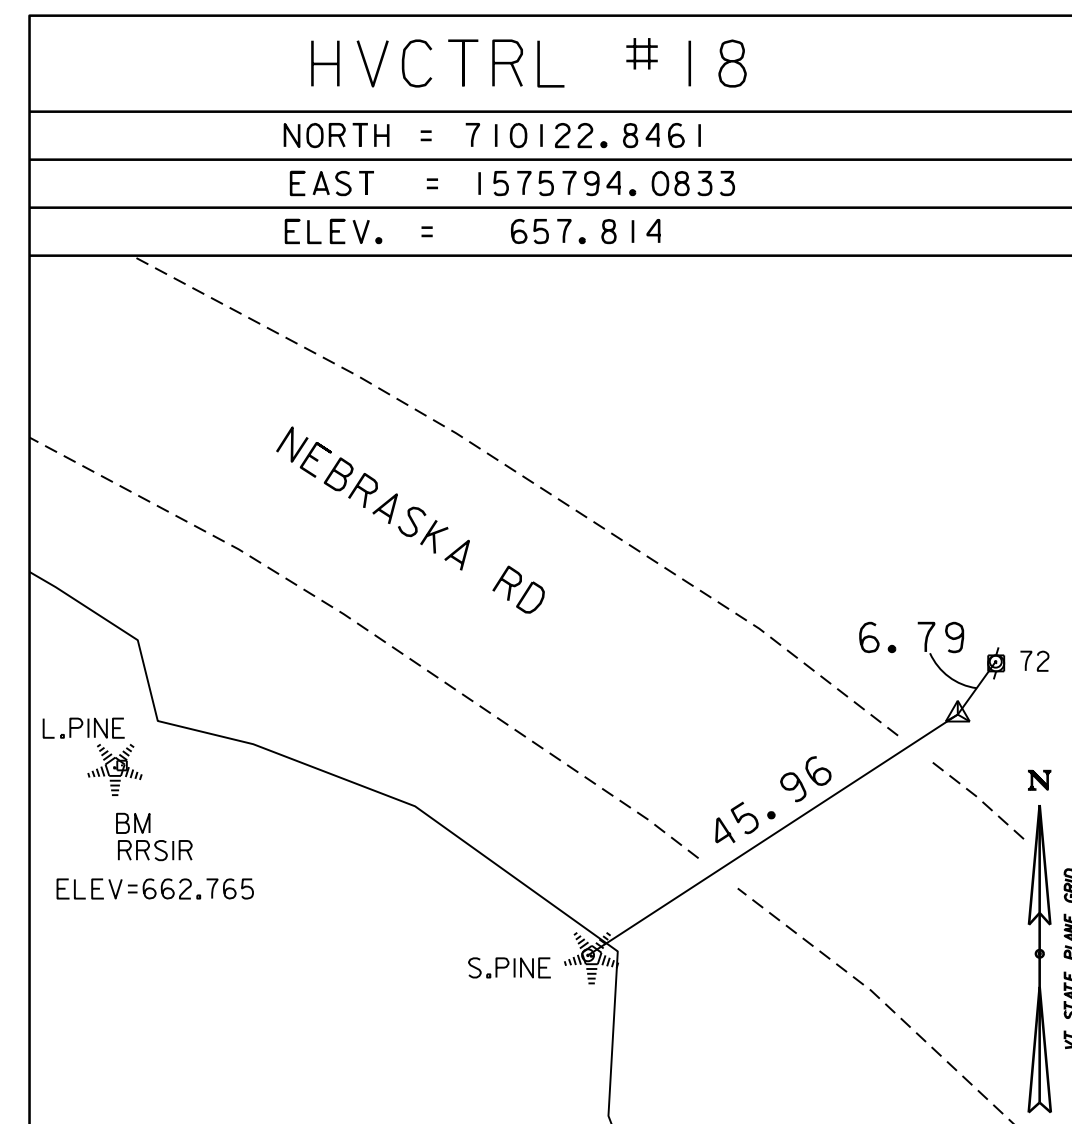 HVCTRL #18
NORTH = 710122.8461
EAST = 1575794.0833
ELEV. = 657.814
NEBRASKA RD
6.79
72
L.PINE
45.96
N
BM
RRSIR
ELEV=662.765
S.PINE
VT STATE PLANE GRID